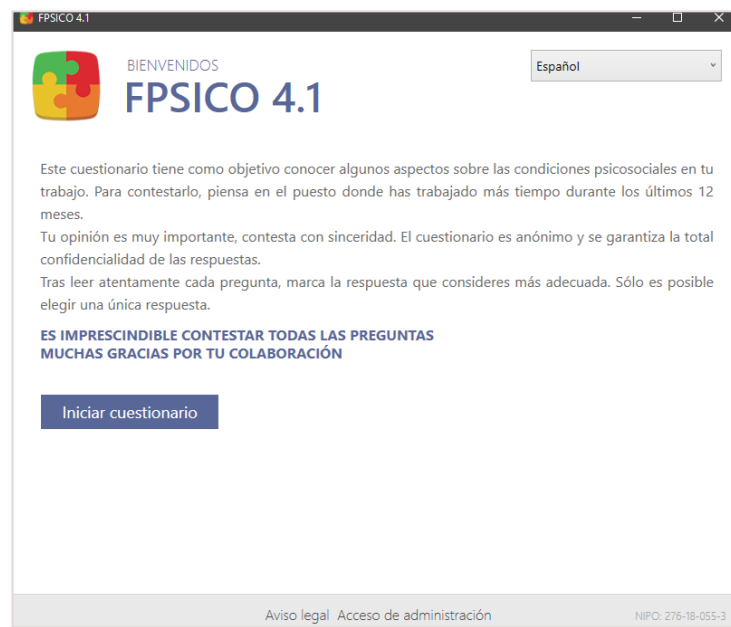 FPSICO 4.1
BIENVENIDOS
FPSICO 4.1
Español
Este cuestionario tiene como objetivo conocer algunos aspectos sobre las condiciones psicosociales en tu
trabajo. Para contestarlo, piensa en el puesto donde has trabajado más tiempo durante los últimos 12
meses.
Tu opinión es muy importante, contesta con sinceridad. El cuestionario es anónimo y se garantiza la total
confidencialidad de las respuestas.
Tras leer atentamente cada pregunta, marca la respuesta que consideres más adecuada. Sólo es posible
elegir una única respuesta.
ES IMPRESCINDIBLE CONTESTAR TODAS LAS PREGUNTAS
MUCHAS GRACIAS POR TU COLABORACIÓN
Iniciar cuestionario
Aviso legal Acceso de administración
NIPO: 276-18-055-3